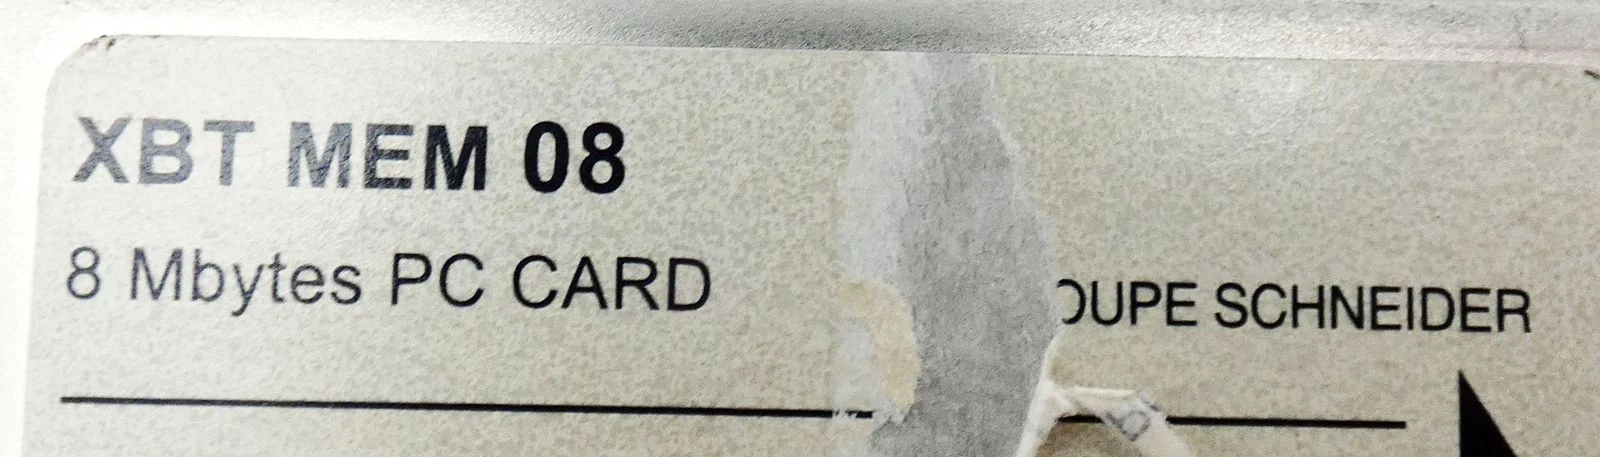 XBT MEM 08
8 Mbytes PC CARD
OUPE SCHNEIDER